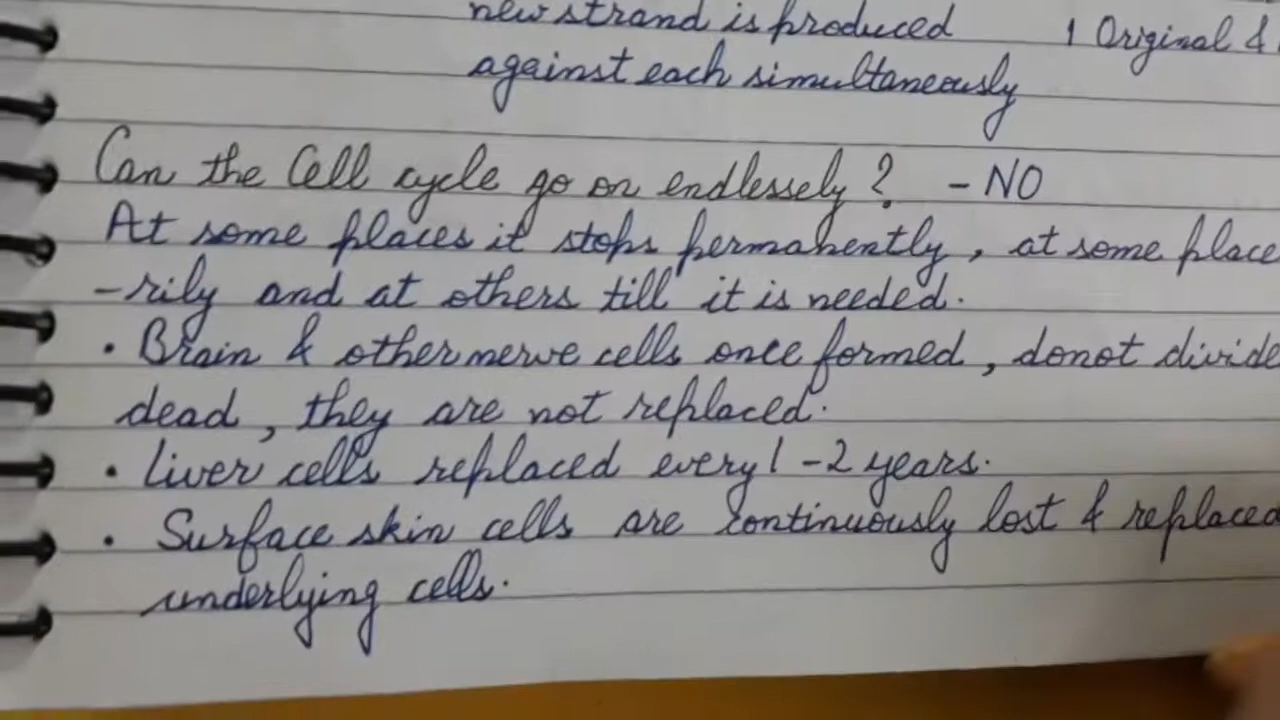 new strand is produced 1 Original &
against each simultaneously
Can the Cell cycle go on endlessely? - NO
At some places it stops permanently, at some place
-rily and at others till it is needed.
• Brain & other nerve cells once formed, donot divide
dead, they are not replaced.
• Liver cells replaced every 1-2 years.
• Surface skin cells are continuously lost & replaced
underlying cells.